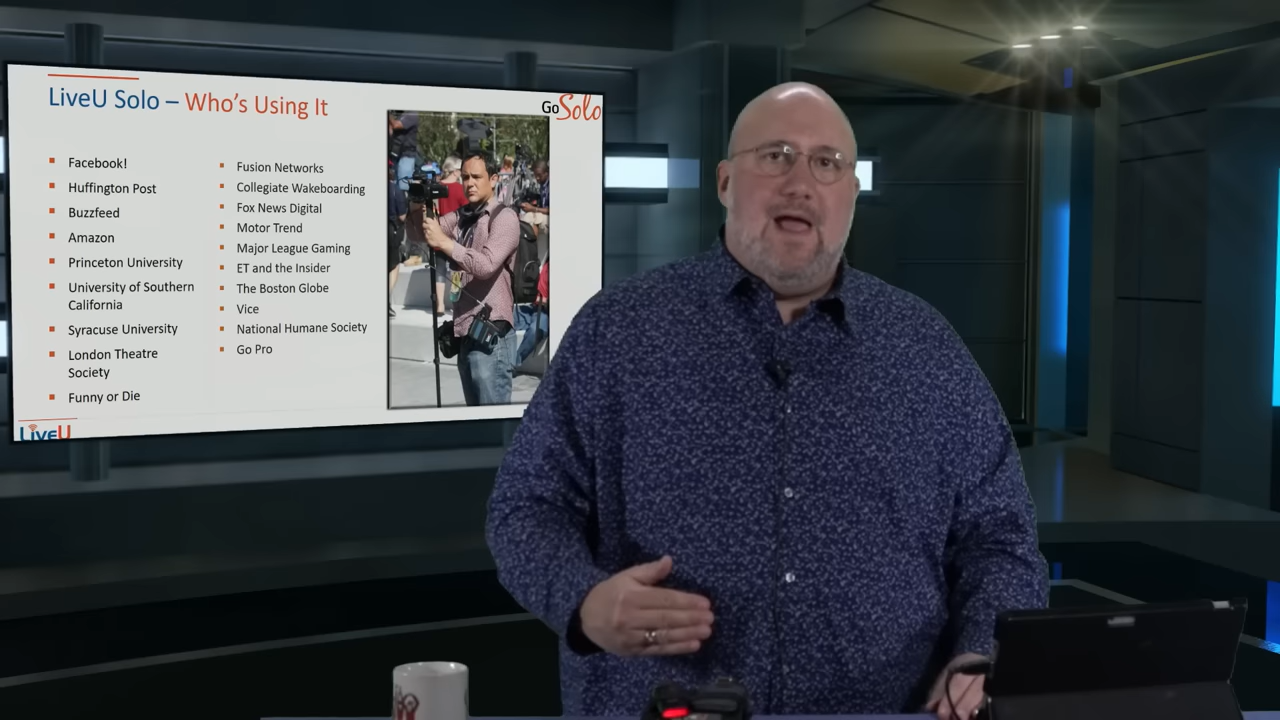 LiveU Solo – Who's Using It
Go Solo
Facebook!
Huffington Post
Buzzfeed
Amazon
Princeton University
University of Southern
California
Syracuse University
London Theatre
Society
Funny or Die
Fusion Networks
Collegiate Wakeboarding
Fox News Digital
Motor Trend
Major League Gaming
ET and the Insider
The Boston Globe
Vice
National Humane Society
Go Pro
LiveU